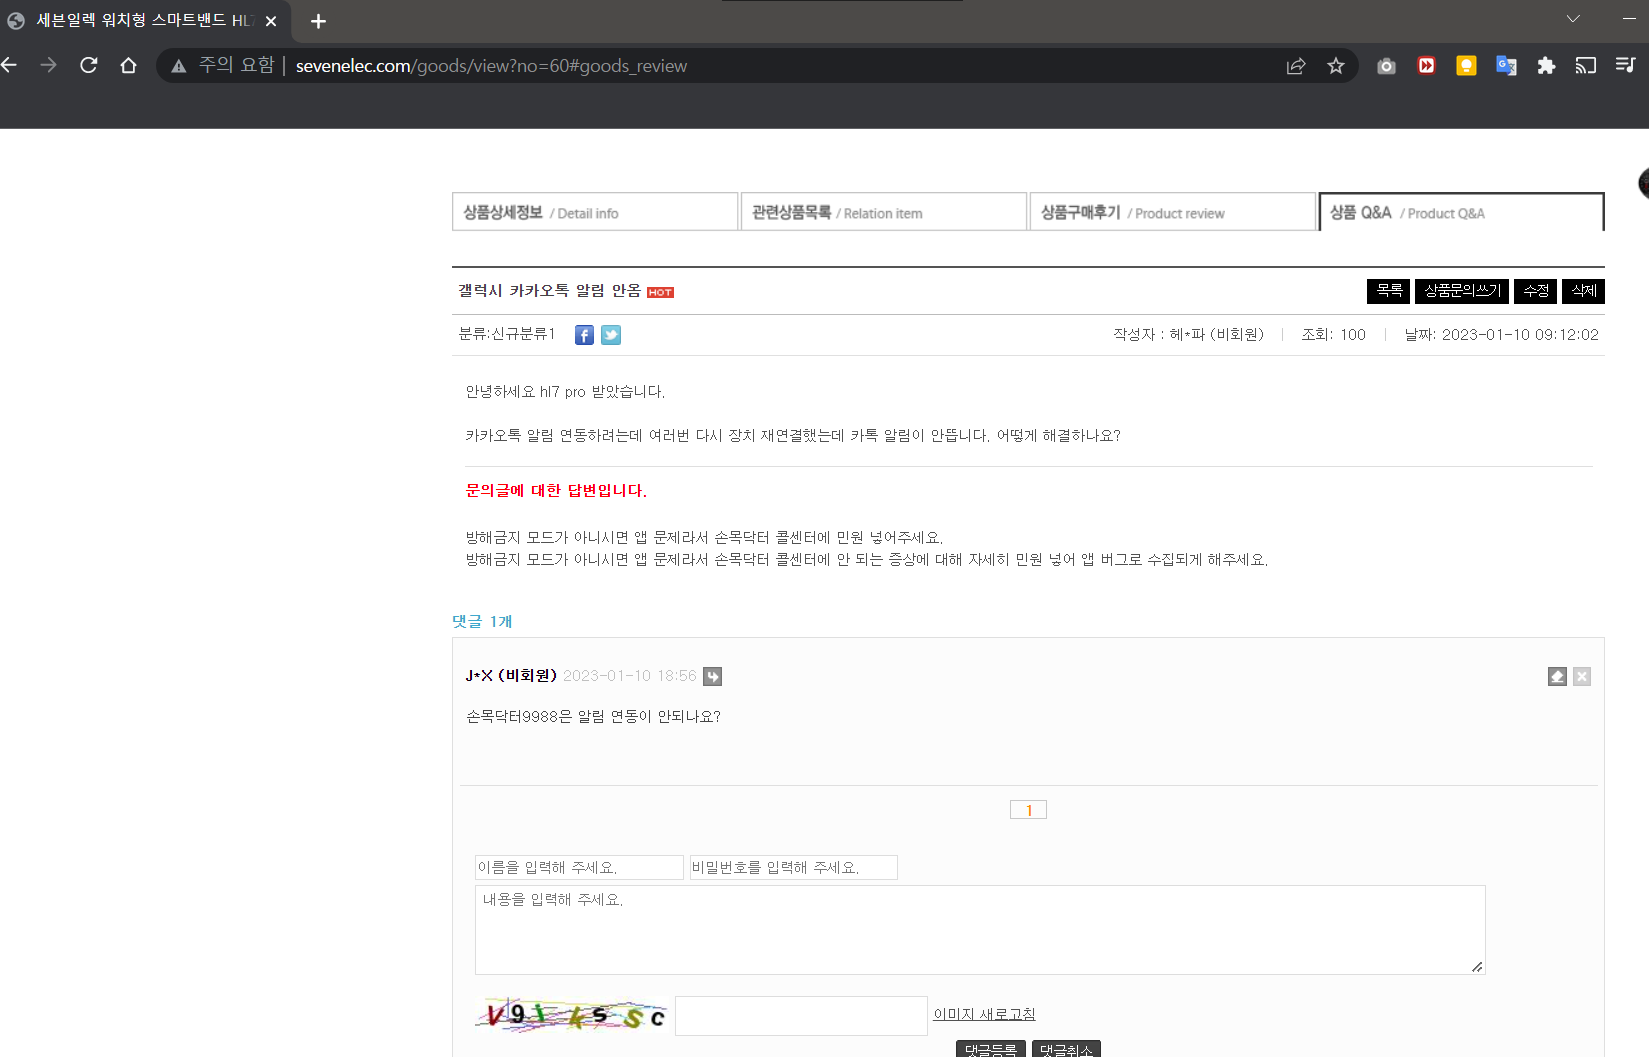 세븐일렉 워치형 스마트밴드 HL7
주의 요함 | sevenelec.com/goods/view?no=60#goods_review
상품상세정보 / Detail info
관련상품목록 / Relation item
상품구매후기 / Product review
상품 Q&A / Product Q&A
갤럭시 카카오톡 알림 안옴 HOT
목록 상품문의쓰기 수정 삭제
분류:신규분류1
작성자 : 헤*파 (비회원) | 조회: 100 | 날짜: 2023-01-10 09:12:02
안녕하세요 hl7 pro 받았습니다.
카카오톡 알림 연동하려는데 여러번 다시 장치 재연결했는데 카톡 알림이 안뜹니다. 어떻게 해결하나요?
문의글에 대한 답변입니다.
방해금지 모드가 아니시면 앱 문제라서 손목닥터 콜센터에 민원 넣어주세요.
방해금지 모드가 아니시면 앱 문제라서 손목닥터 콜센터에 안 되는 증상에 대해 자세히 민원 넣어 앱 버그로 수집되게 해주세요.
댓글 1개
J*X (비회원) 2023-01-10 18:56
손목닥터9988은 알림 연동이 안되나요?
1
이름을 입력해 주세요.
비밀번호를 입력해 주세요.
내용을 입력해 주세요.
V9iksSc
이미지 새로고침
댓글등록 댓글취소